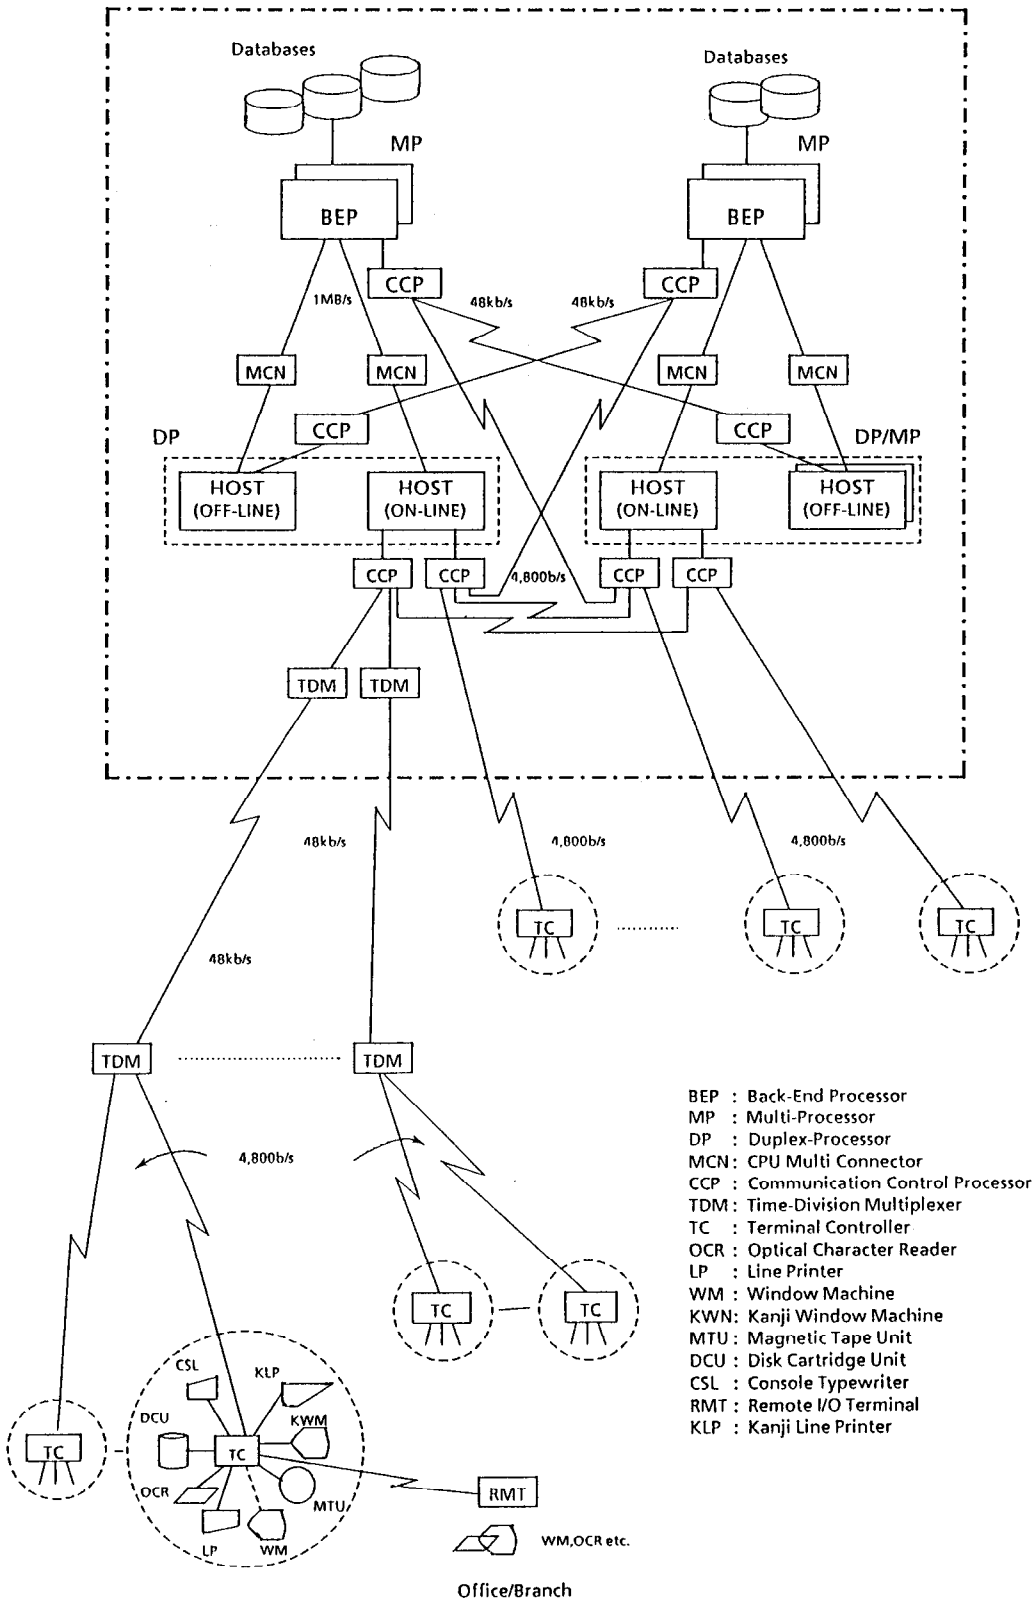 Databases
Databases
MP
MP
BEP
BEP
CCP
CCP
1MB/s
48kb/s
48kb/s
MCN
MCN
MCN
MCN
CCP
CCP
DP
DP/MP
HOST
(OFF-LINE)
HOST
(ON-LINE)
HOST
(ON-LINE)
HOST
(OFF-LINE)
CCP
CCP
4,800b/s
CCP
CCP
TDM
TDM
48kb/s
4,800b/s
4,800b/s
TC
TC
TC
48kb/s
TDM
TDM
4,800b/s
TC
TC
BEP : Back-End Processor
MP : Multi-Processor
DP : Duplex-Processor
MCN : CPU Multi Connector
CCP : Communication Control Processor
TDM : Time-Division Multiplexer
TC : Terminal Controller
OCR : Optical Character Reader
LP : Line Printer
WM : Window Machine
KWN : Kanji Window Machine
MTU : Magnetic Tape Unit
DCU : Disk Cartridge Unit
CSL : Console Typewriter
RMT : Remote I/O Terminal
KLP : Kanji Line Printer
CSL
KLP
DCU
KWM
TC
TC
OCR
MTU
LP
WM
RMT
WM,OCR etc.
Office/Branch